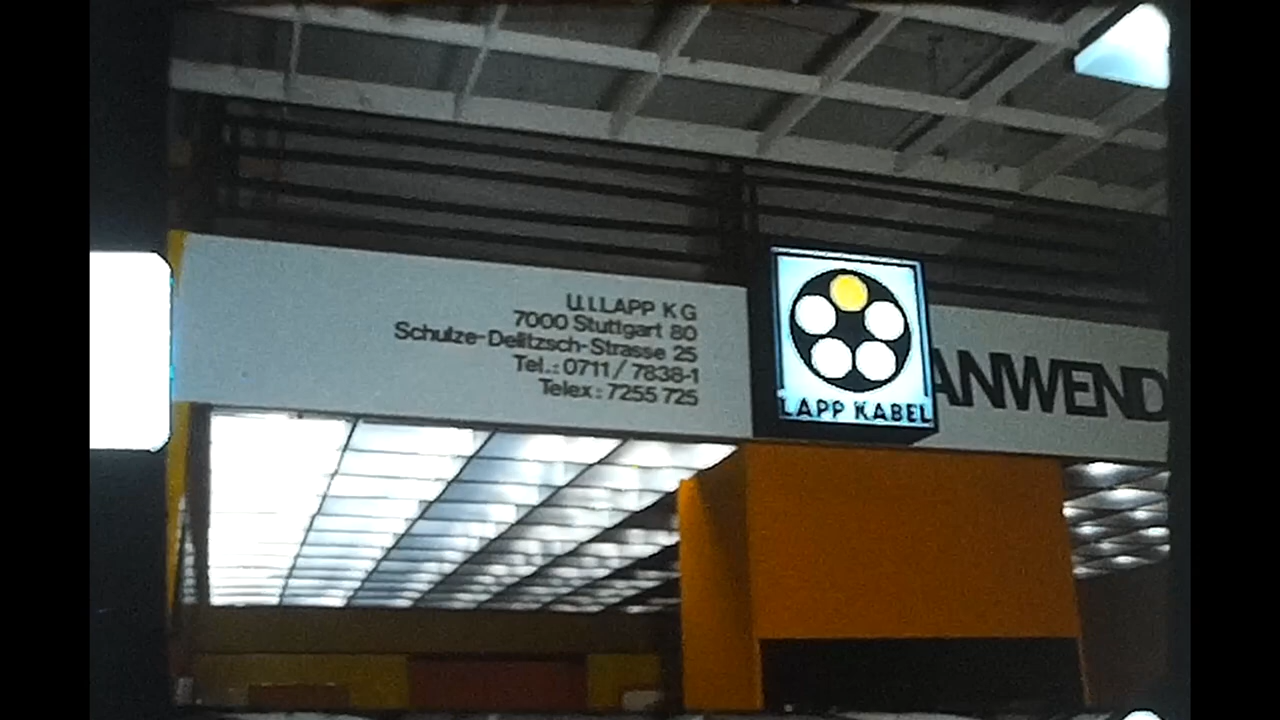 U.I.LAPP KG
7000 Stuttgart 80
Schulze-Delitzsch-Strasse 25
Tel.: 0711/7838-1
Telex: 7255 725
LAPP KABEL
ANWEND